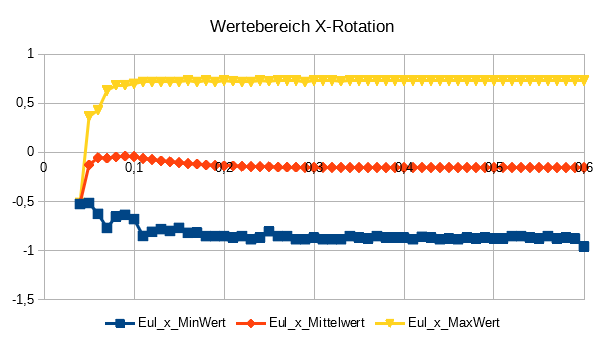 Wertebereich X-Rotation
1
0,5
0
0 0,1 0,2 0,3 0,4 0,5 0,6
-0,5
-1
-1,5
Eul_x_MinWert Eul_x_Mittelwert Eul_x_MaxWert